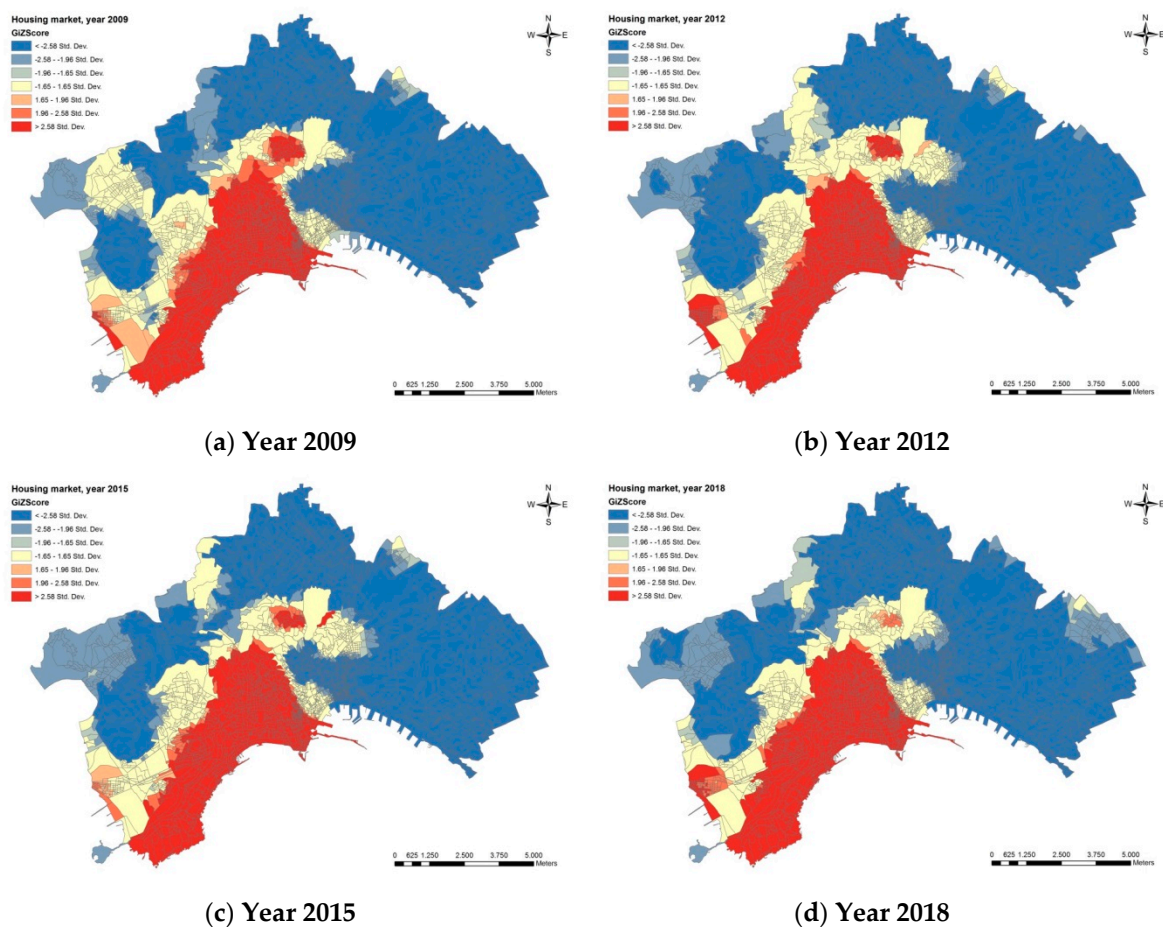 Housing market, year 2009
GiZScore
< -2.58 Std. Dev.
-2.58 - -1.96 Std. Dev.
-1.96 - -1.65 Std. Dev.
-1.65 - 1.65 Std. Dev.
1.65 - 1.96 Std. Dev.
1.96 - 2.58 Std. Dev.
> 2.58 Std. Dev.
N
W E
S
0 625 1.250 2.500 3.750 5.000
Meters
(a) Year 2009
Housing market, year 2012
GiZScore
< -2.58 Std. Dev.
-2.58 - -1.96 Std. Dev.
-1.96 - -1.65 Std. Dev.
-1.65 - 1.65 Std. Dev.
1.65 - 1.96 Std. Dev.
1.96 - 2.58 Std. Dev.
> 2.58 Std. Dev.
N
W E
S
0 625 1.250 2.500 3.750 5.000
Meters
(b) Year 2012
Housing market, year 2015
GiZScore
< -2.58 Std. Dev.
-2.58 - -1.96 Std. Dev.
-1.96 - -1.65 Std. Dev.
-1.65 - 1.65 Std. Dev.
1.65 - 1.96 Std. Dev.
1.96 - 2.58 Std. Dev.
> 2.58 Std. Dev.
N
W E
S
0 625 1.250 2.500 3.750 5.000
Meters
(c) Year 2015
Housing market, year 2018
GiZScore
< -2.58 Std. Dev.
-2.58 - -1.96 Std. Dev.
-1.96 - -1.65 Std. Dev.
-1.65 - 1.65 Std. Dev.
1.65 - 1.96 Std. Dev.
1.96 - 2.58 Std. Dev.
> 2.58 Std. Dev.
N
W E
S
0 625 1.250 2.500 3.750 5.000
Meters
(d) Year 2018